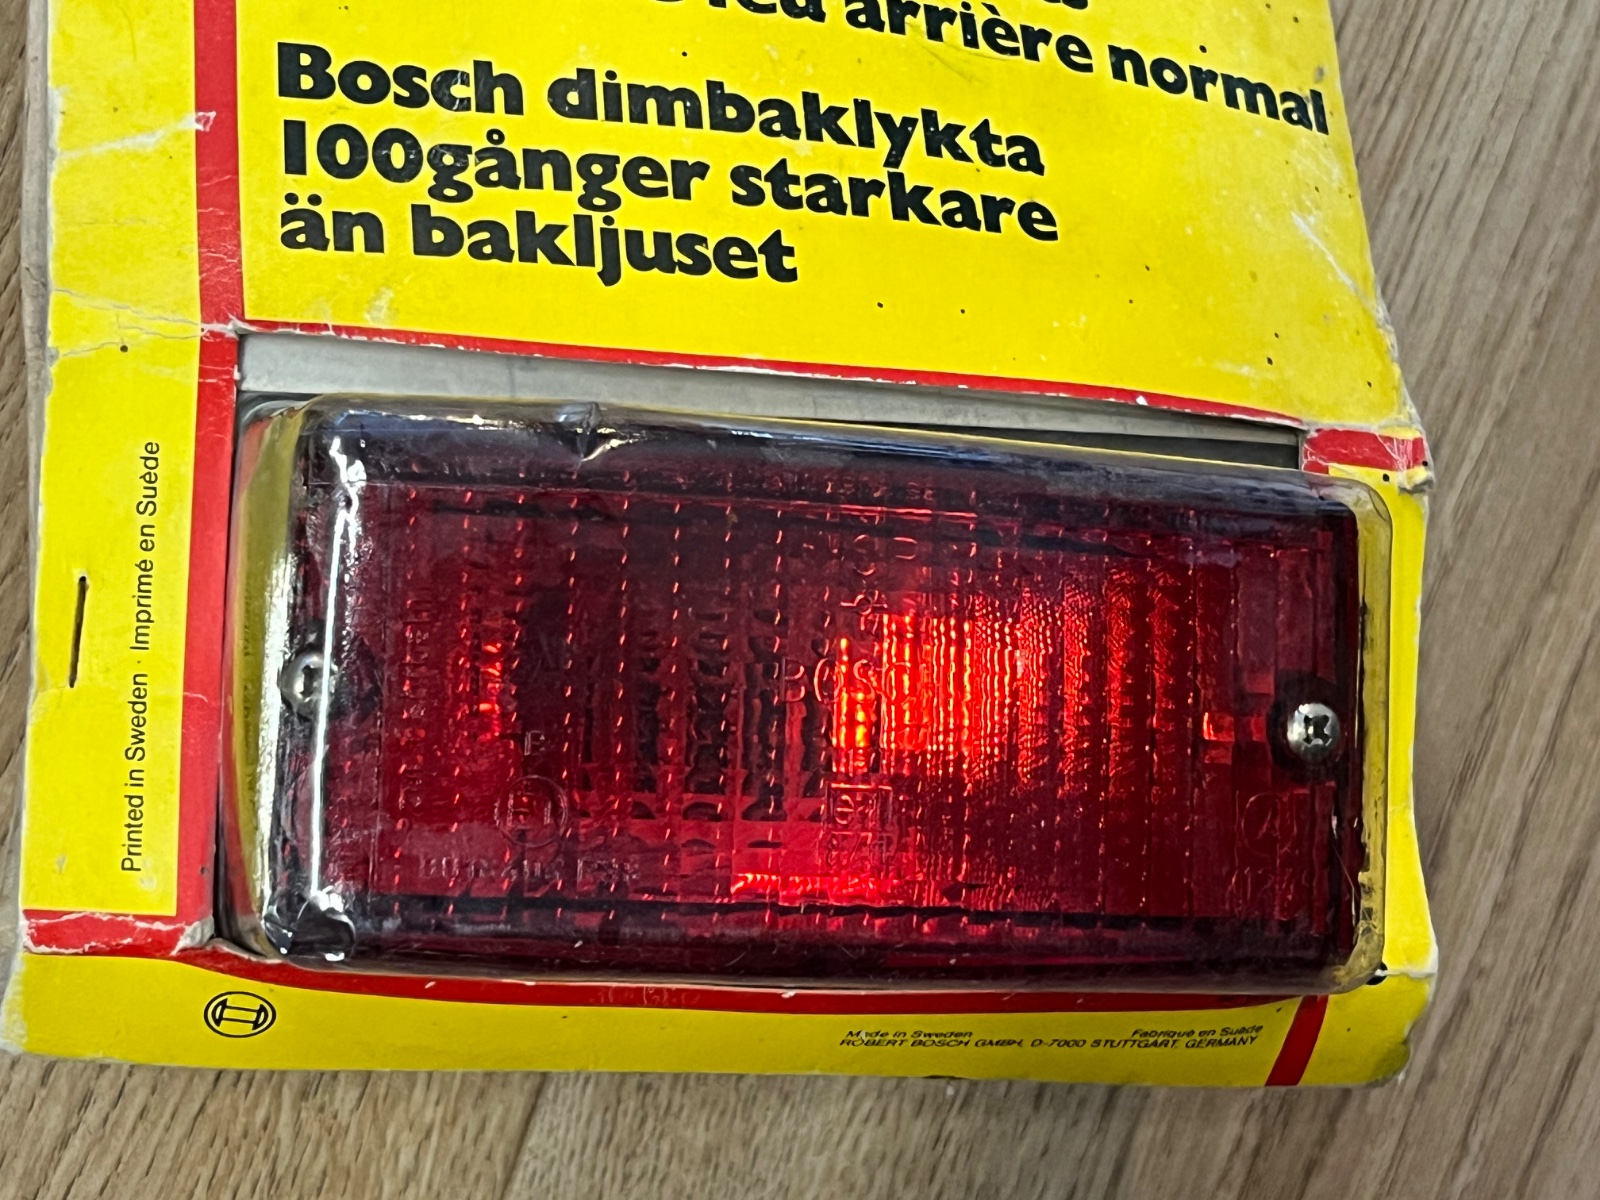 arrière normal
Bosch dimbaklykta
100gånger starkare
än bakljuset
Printed in Sweden · Imprimé en Suède
BOSCH
Made in Sweden
Fabriqué en Suède
ROBERT BOSCH GMBH, D-7000 STUTTGART, GERMANY